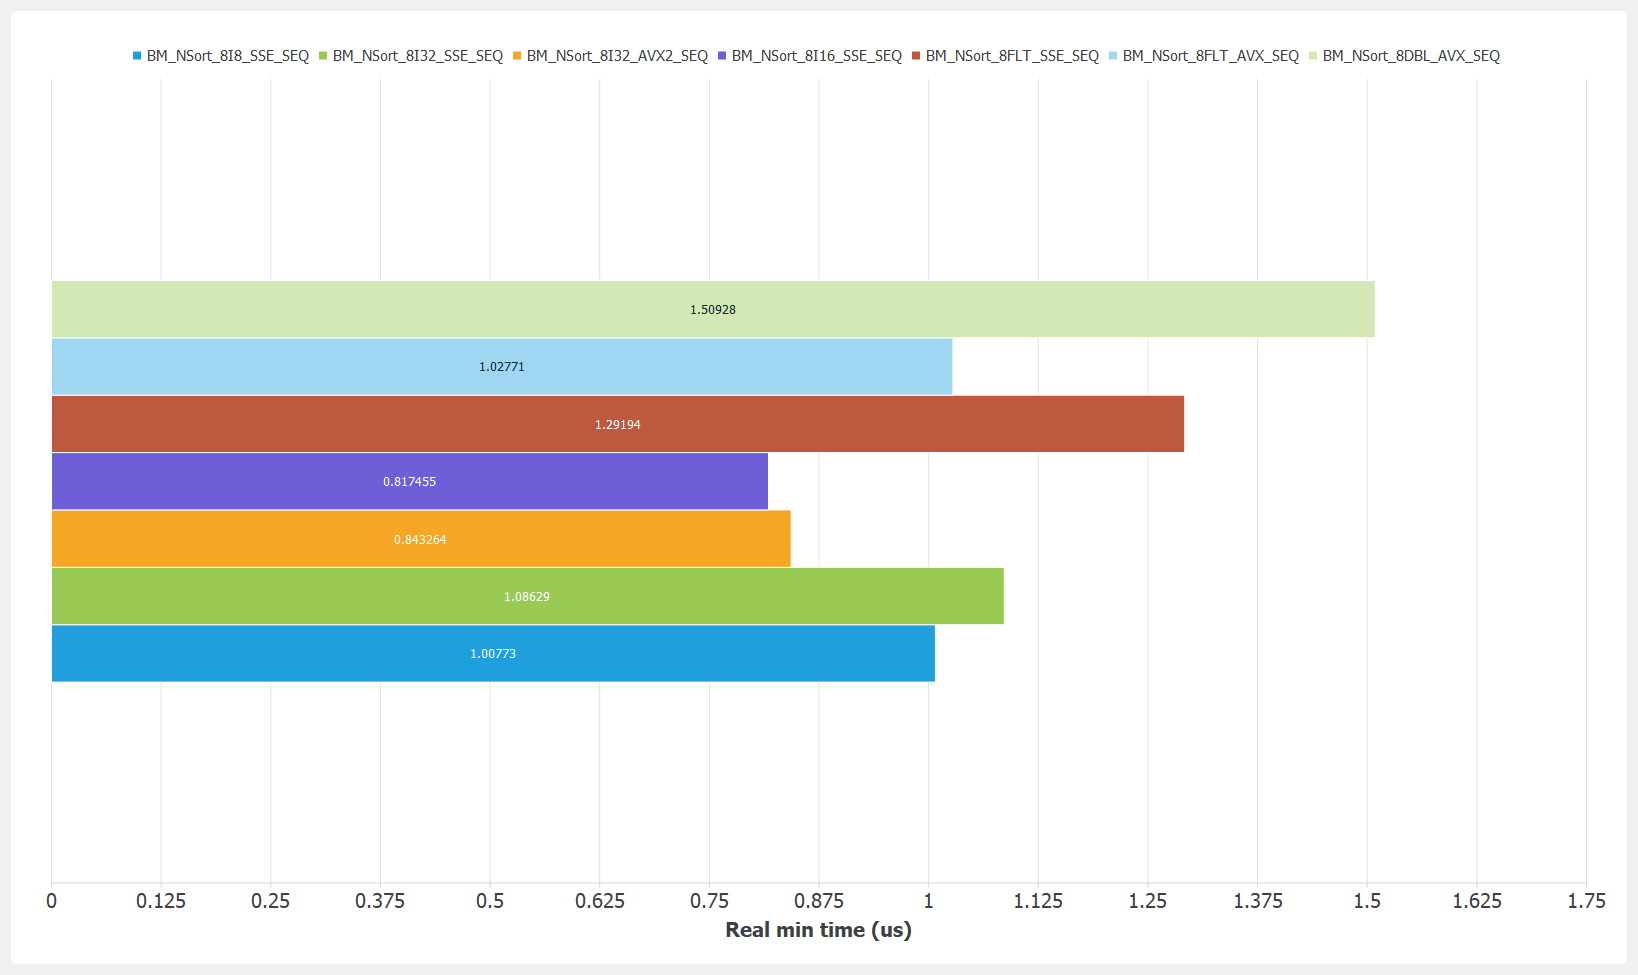 BM_NSort_8I8_SSE_SEQ BM_NSort_8I32_SSE_SEQ BM_NSort_8I32_AVX2_SEQ BM_NSort_8I16_SSE_SEQ BM_NSort_8FLT_SSE_SEQ BM_NSort_8FLT_AVX_SEQ BM_NSort_8DBL_AVX_SEQ
1.50928
1.02771
1.29194
0.817455
0.843264
1.08629
1.00773
0 0.125 0.25 0.375 0.5 0.625 0.75 0.875 1 1.125 1.25 1.375 1.5 1.625 1.75
Real min time (us)